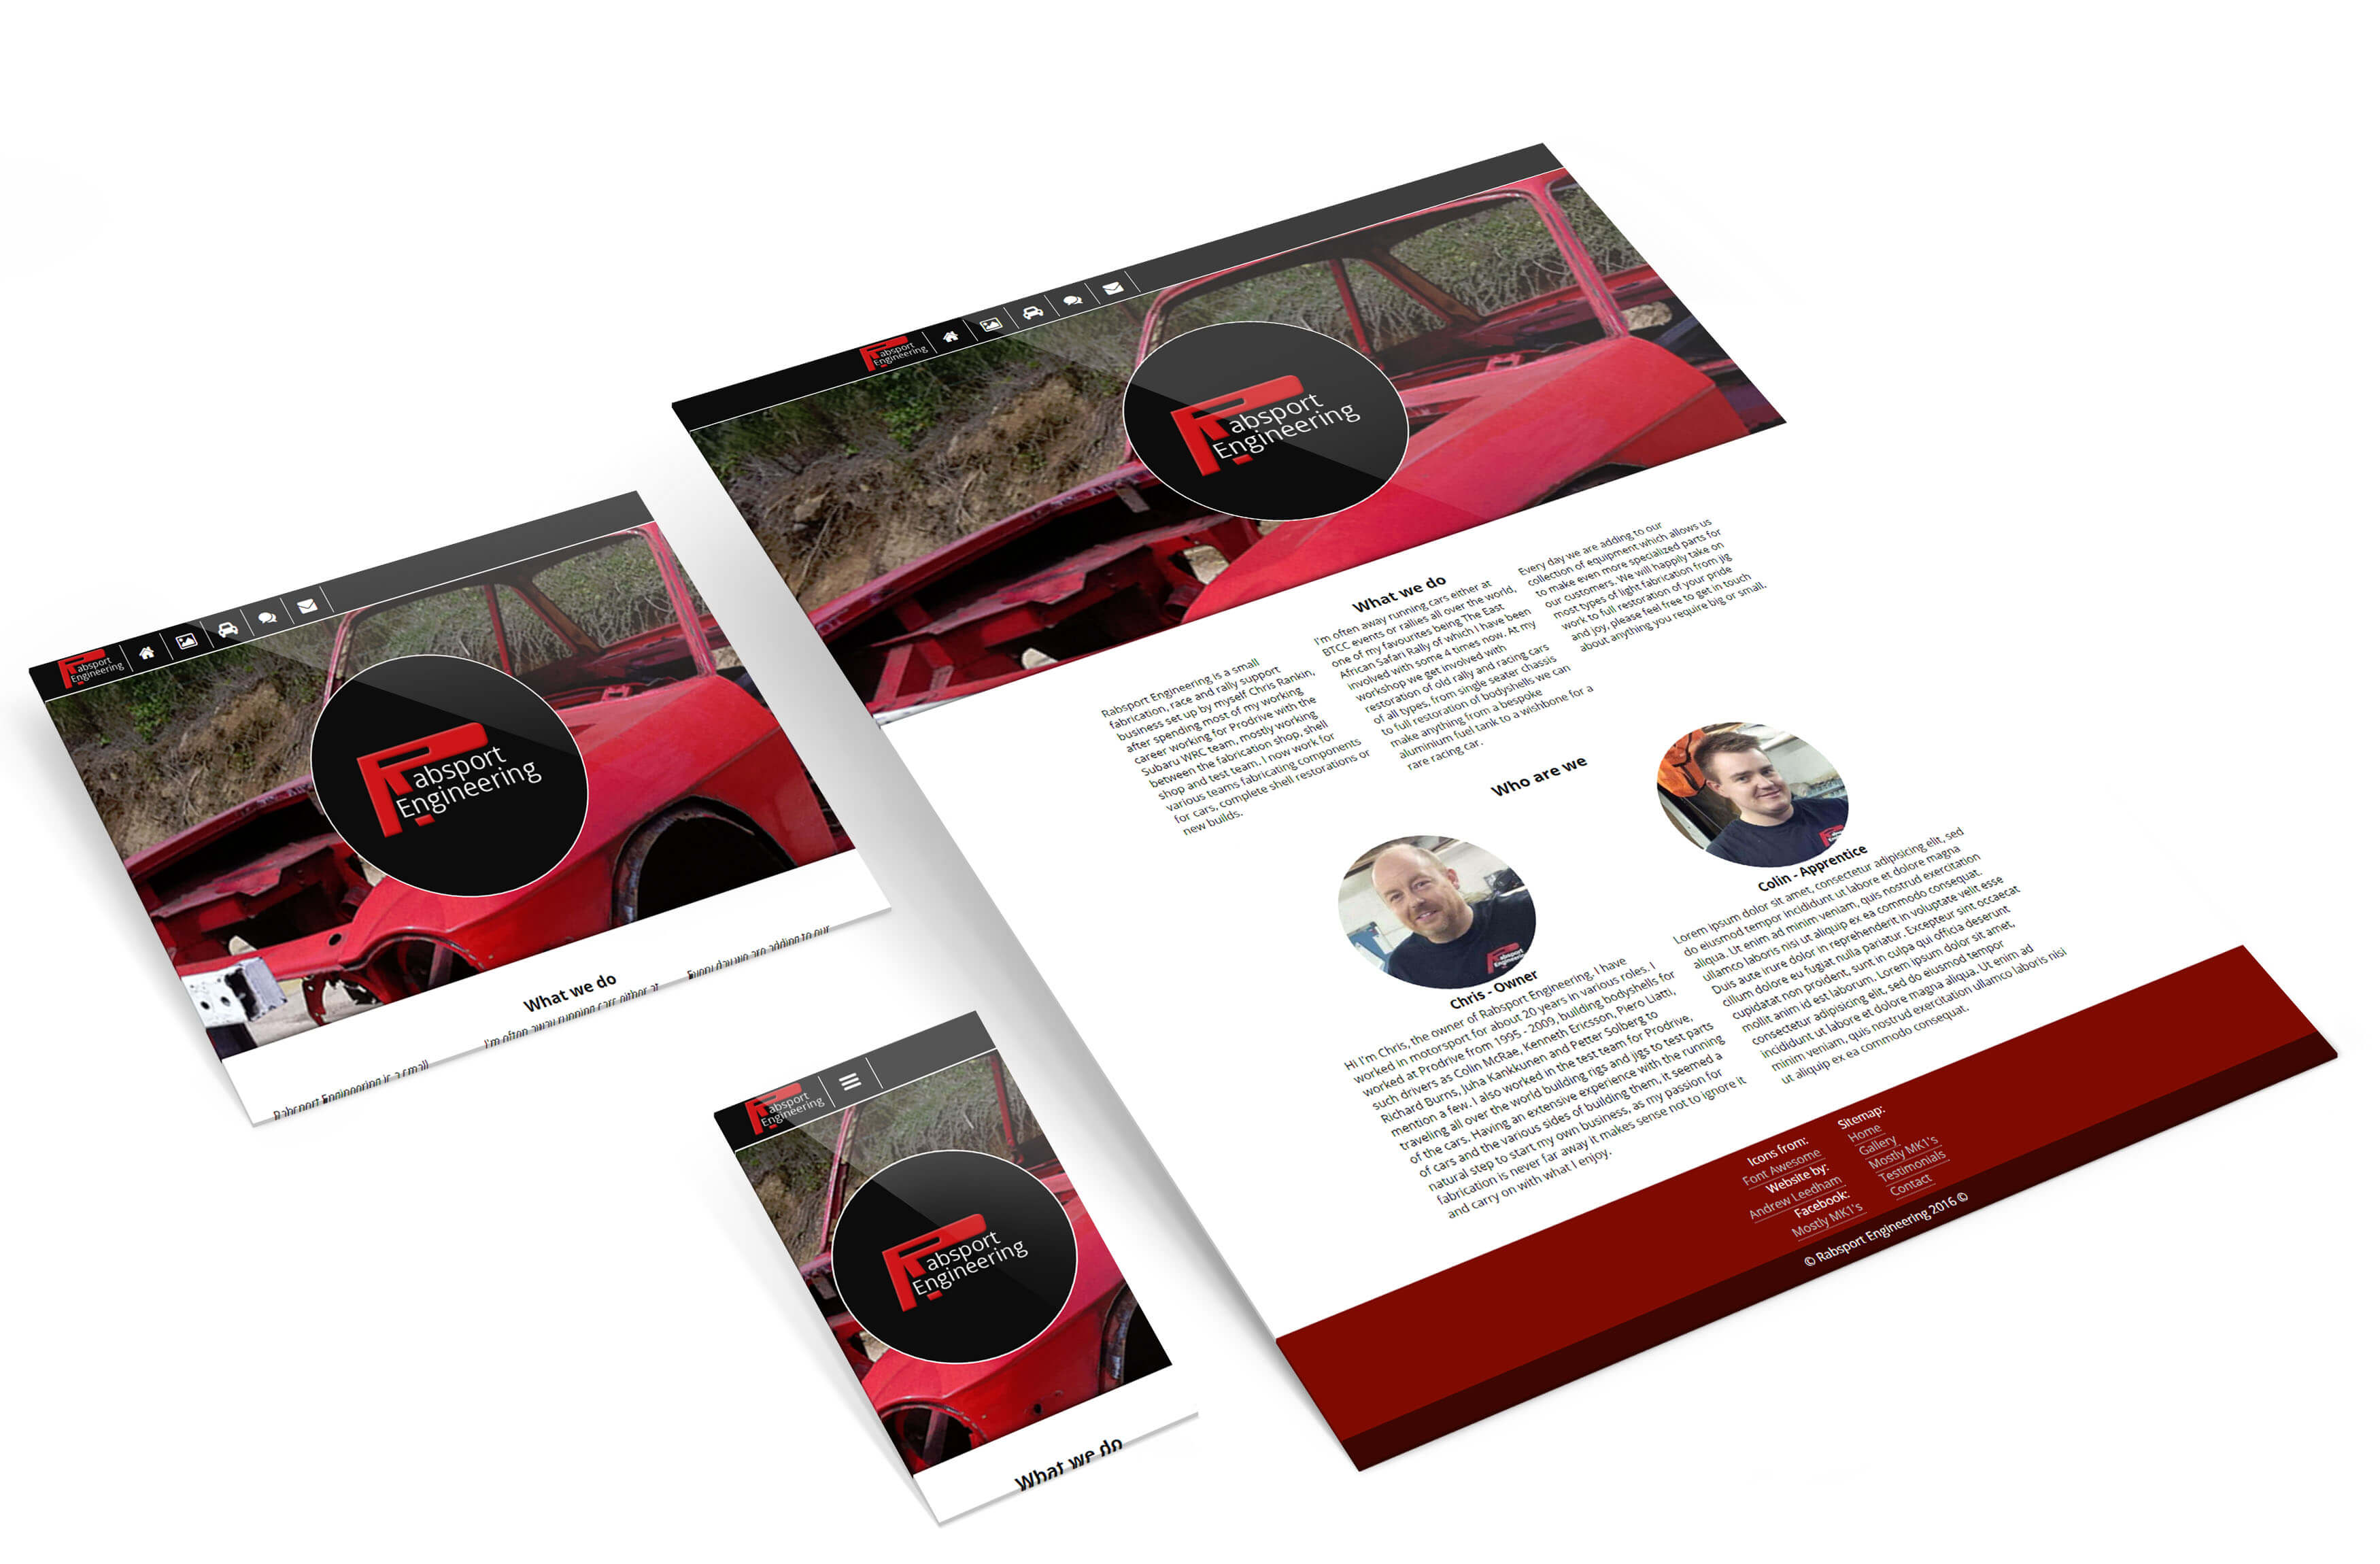 Rabsport
Engineering
Rabsport
Engineering
What we do
Rabsport Engineering is a small
fabrication, race and rally support
business set up by myself Chris Rankin,
after spending most of my working
career working for Prodrive with the
Subaru WRC team, mostly working
between the fabrication shop, shell
shop and test team. I now work for
various teams fabricating components
for cars, complete shell restorations or
new builds.
I'm often away running cars either at
BTCC events or rallies all over the world,
one of my favourites being The East
African Safari Rally of which I have been
involved with some 4 times now. At my
workshop we get involved with
restoration of old rally and racing cars
of all types, from single seater chassis
to full restoration of bodyshells we can
make anything from a bespoke
aluminium fuel tank to a wishbone for a
rare racing car.
Every day we are adding to our
collection of equipment which allows us
to make even more specialized parts for
our customers. We will happily take on
most types of light fabrication from jig
work to full restoration of your pride
and joy, please feel free to get in touch
about anything you require big or small.
Who are we
Rabsport
Engineering
Chris - Owner
Hi I'm Chris, the owner of Rabsport Engineering. I have
worked in motorsport for about 20 years in various roles. I
worked at Prodrive from 1995 - 2009, building bodyshells for
such drivers as Colin McRae, Kenneth Ericsson, Piero Liatti,
Richard Burns, Juha Kankkunen and Petter Solberg to
mention a few. I also worked in the test team for Prodrive,
traveling all over the world building rigs and jigs to test parts
of the cars. Having an extensive experience with the running
of cars and the various sides of building them, it seemed a
natural step to start my own business, as my passion for
fabrication is never far away it makes sense not to ignore it
and carry on with what I enjoy.
Colin - Apprentice
Lorem ipsum dolor sit amet, consectetur adipisicing elit, sed
do eiusmod tempor incididunt ut labore et dolore magna
aliqua. Ut enim ad minim veniam, quis nostrud exercitation
ullamco laboris nisi ut aliquip ex ea commodo consequat.
Duis aute irure dolor in reprehenderit in voluptate velit esse
cillum dolore eu fugiat nulla pariatur. Excepteur sint occaecat
cupidatat non proident, sunt in culpa qui officia deserunt
mollit anim id est laborum. Lorem ipsum dolor sit amet,
consectetur adipisicing elit, sed do eiusmod tempor
incididunt ut labore et dolore magna aliqua. Ut enim ad
minim veniam, quis nostrud exercitation ullamco laboris nisi
ut aliquip ex ea commodo consequat.
Icons from:
Font Awesome
Website by:
Andrew Leedham
Facebook:
Mostly MK1's
Sitemap:
Home
Gallery
Mostly MK1's
Testimonials
Contact
© Rabsport Engineering 2016 ©
Rabsport
Engineering
Rabsport
Engineering
What we do
Rabsport Engineering is a small
I'm often away running cars either at
Every day we are adding to our
Rabsport
Engineering
Rabsport
Engineering
What we do